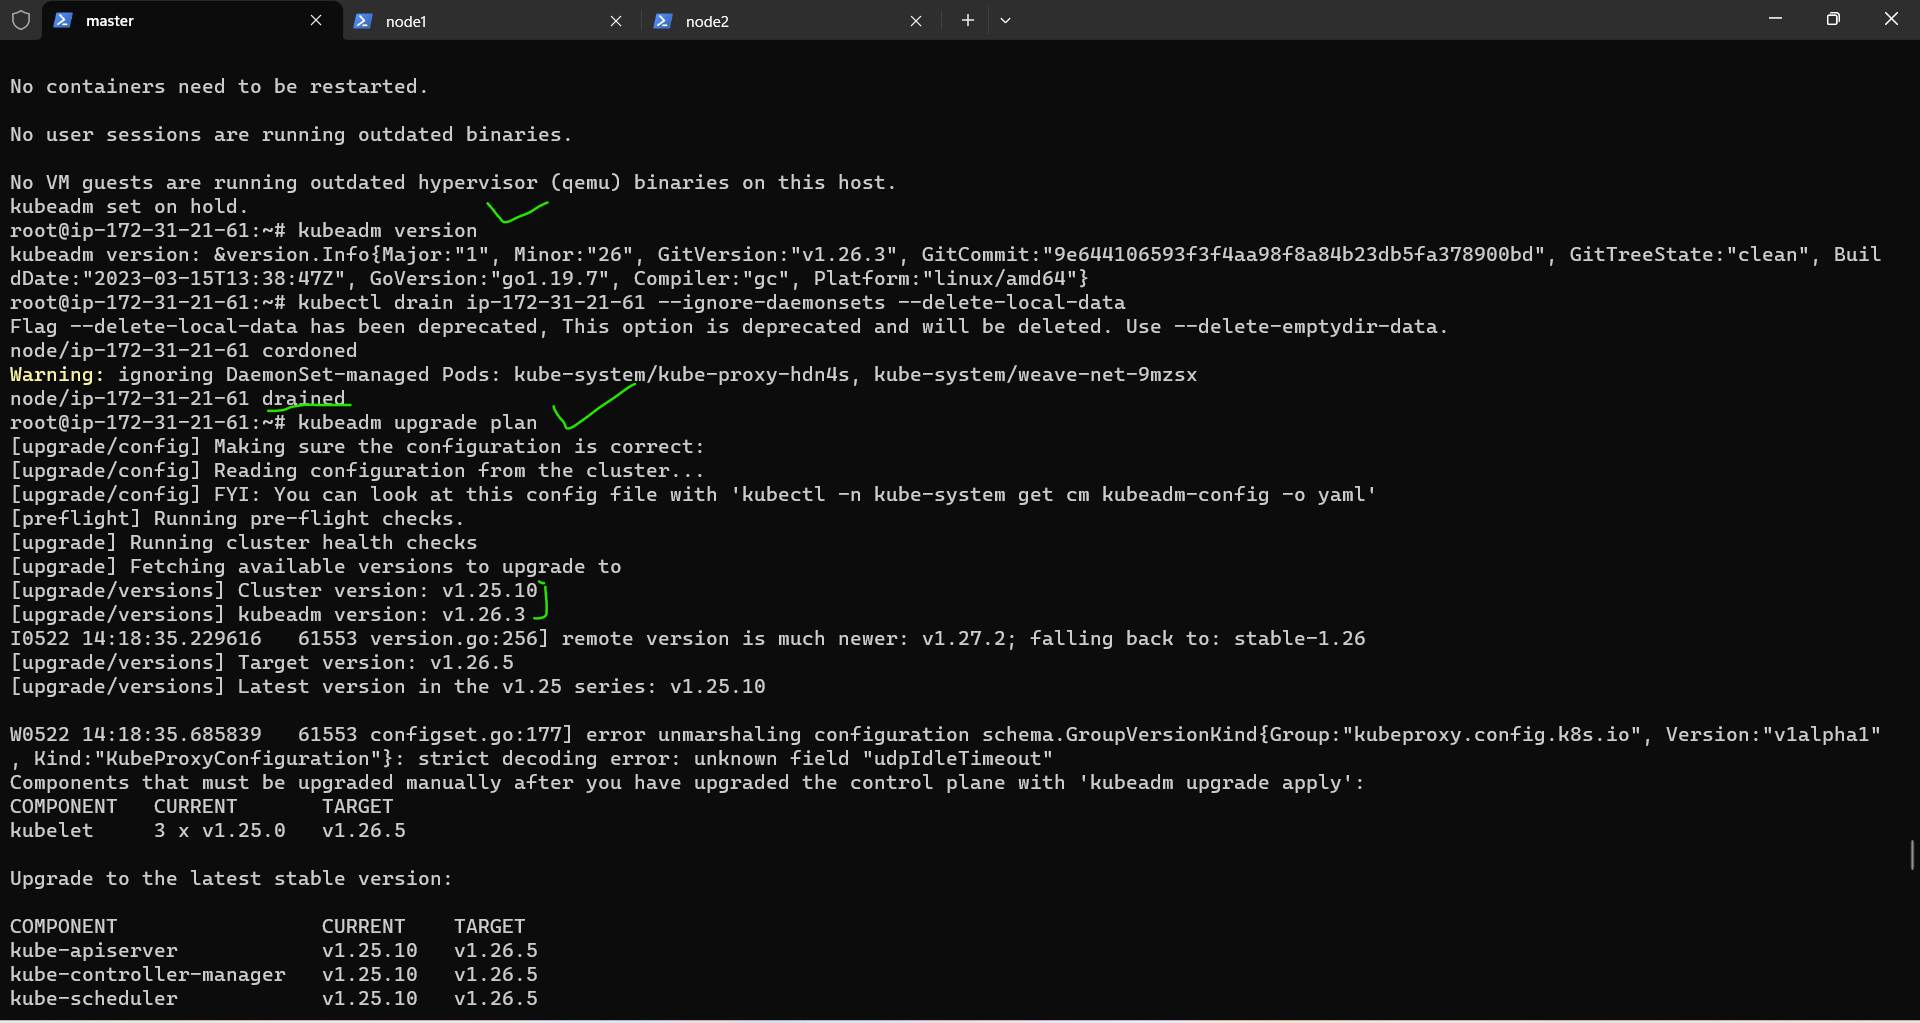 master
node1
node2
No containers need to be restarted.
No user sessions are running outdated binaries.
No VM guests are running outdated hypervisor (qemu) binaries on this host.
kubeadm set on hold.
root@ip-172-31-21-61:~# kubeadm version
kubeadm version: &version.Info{Major:"1", Minor:"26", GitVersion:"v1.26.3", GitCommit:"9e644106593f3f4aa98f8a84b23db5fa378900bd", GitTreeState:"clean", Buil
dDate:"2023-03-15T13:38:47Z", GoVersion:"go1.19.7", Compiler:"gc", Platform:"linux/amd64"}
root@ip-172-31-21-61:~# kubectl drain ip-172-31-21-61 --ignore-daemonsets --delete-local-data
Flag --delete-local-data has been deprecated, This option is deprecated and will be deleted. Use --delete-emptydir-data.
node/ip-172-31-21-61 cordoned
Warning: ignoring DaemonSet-managed Pods: kube-system/kube-proxy-hdn4s, kube-system/weave-net-9mzsx
node/ip-172-31-21-61 drained
root@ip-172-31-21-61:~# kubeadm upgrade plan
[upgrade/config] Making sure the configuration is correct:
[upgrade/config] Reading configuration from the cluster...
[upgrade/config] FYI: You can look at this config file with 'kubectl -n kube-system get cm kubeadm-config -o yaml'
[preflight] Running pre-flight checks.
[upgrade] Running cluster health checks
[upgrade] Fetching available versions to upgrade to
[upgrade/versions] Cluster version: v1.25.10
[upgrade/versions] kubeadm version: v1.26.3
I0522 14:18:35.229616   61553 version.go:256] remote version is much newer: v1.27.2; falling back to: stable-1.26
[upgrade/versions] Target version: v1.26.5
[upgrade/versions] Latest version in the v1.25 series: v1.25.10
W0522 14:18:35.685839   61553 configset.go:177] error unmarshaling configuration schema.GroupVersionKind{Group:"kubeproxy.config.k8s.io", Version:"v1alpha1"
, Kind:"KubeProxyConfiguration"}: strict decoding error: unknown field "udpIdleTimeout"
Components that must be upgraded manually after you have upgraded the control plane with 'kubeadm upgrade apply':
COMPONENT   CURRENT       TARGET
kubelet     3 x v1.25.0   v1.26.5
Upgrade to the latest stable version:
COMPONENT                 CURRENT    TARGET
kube-apiserver            v1.25.10   v1.26.5
kube-controller-manager   v1.25.10   v1.26.5
kube-scheduler            v1.25.10   v1.26.5